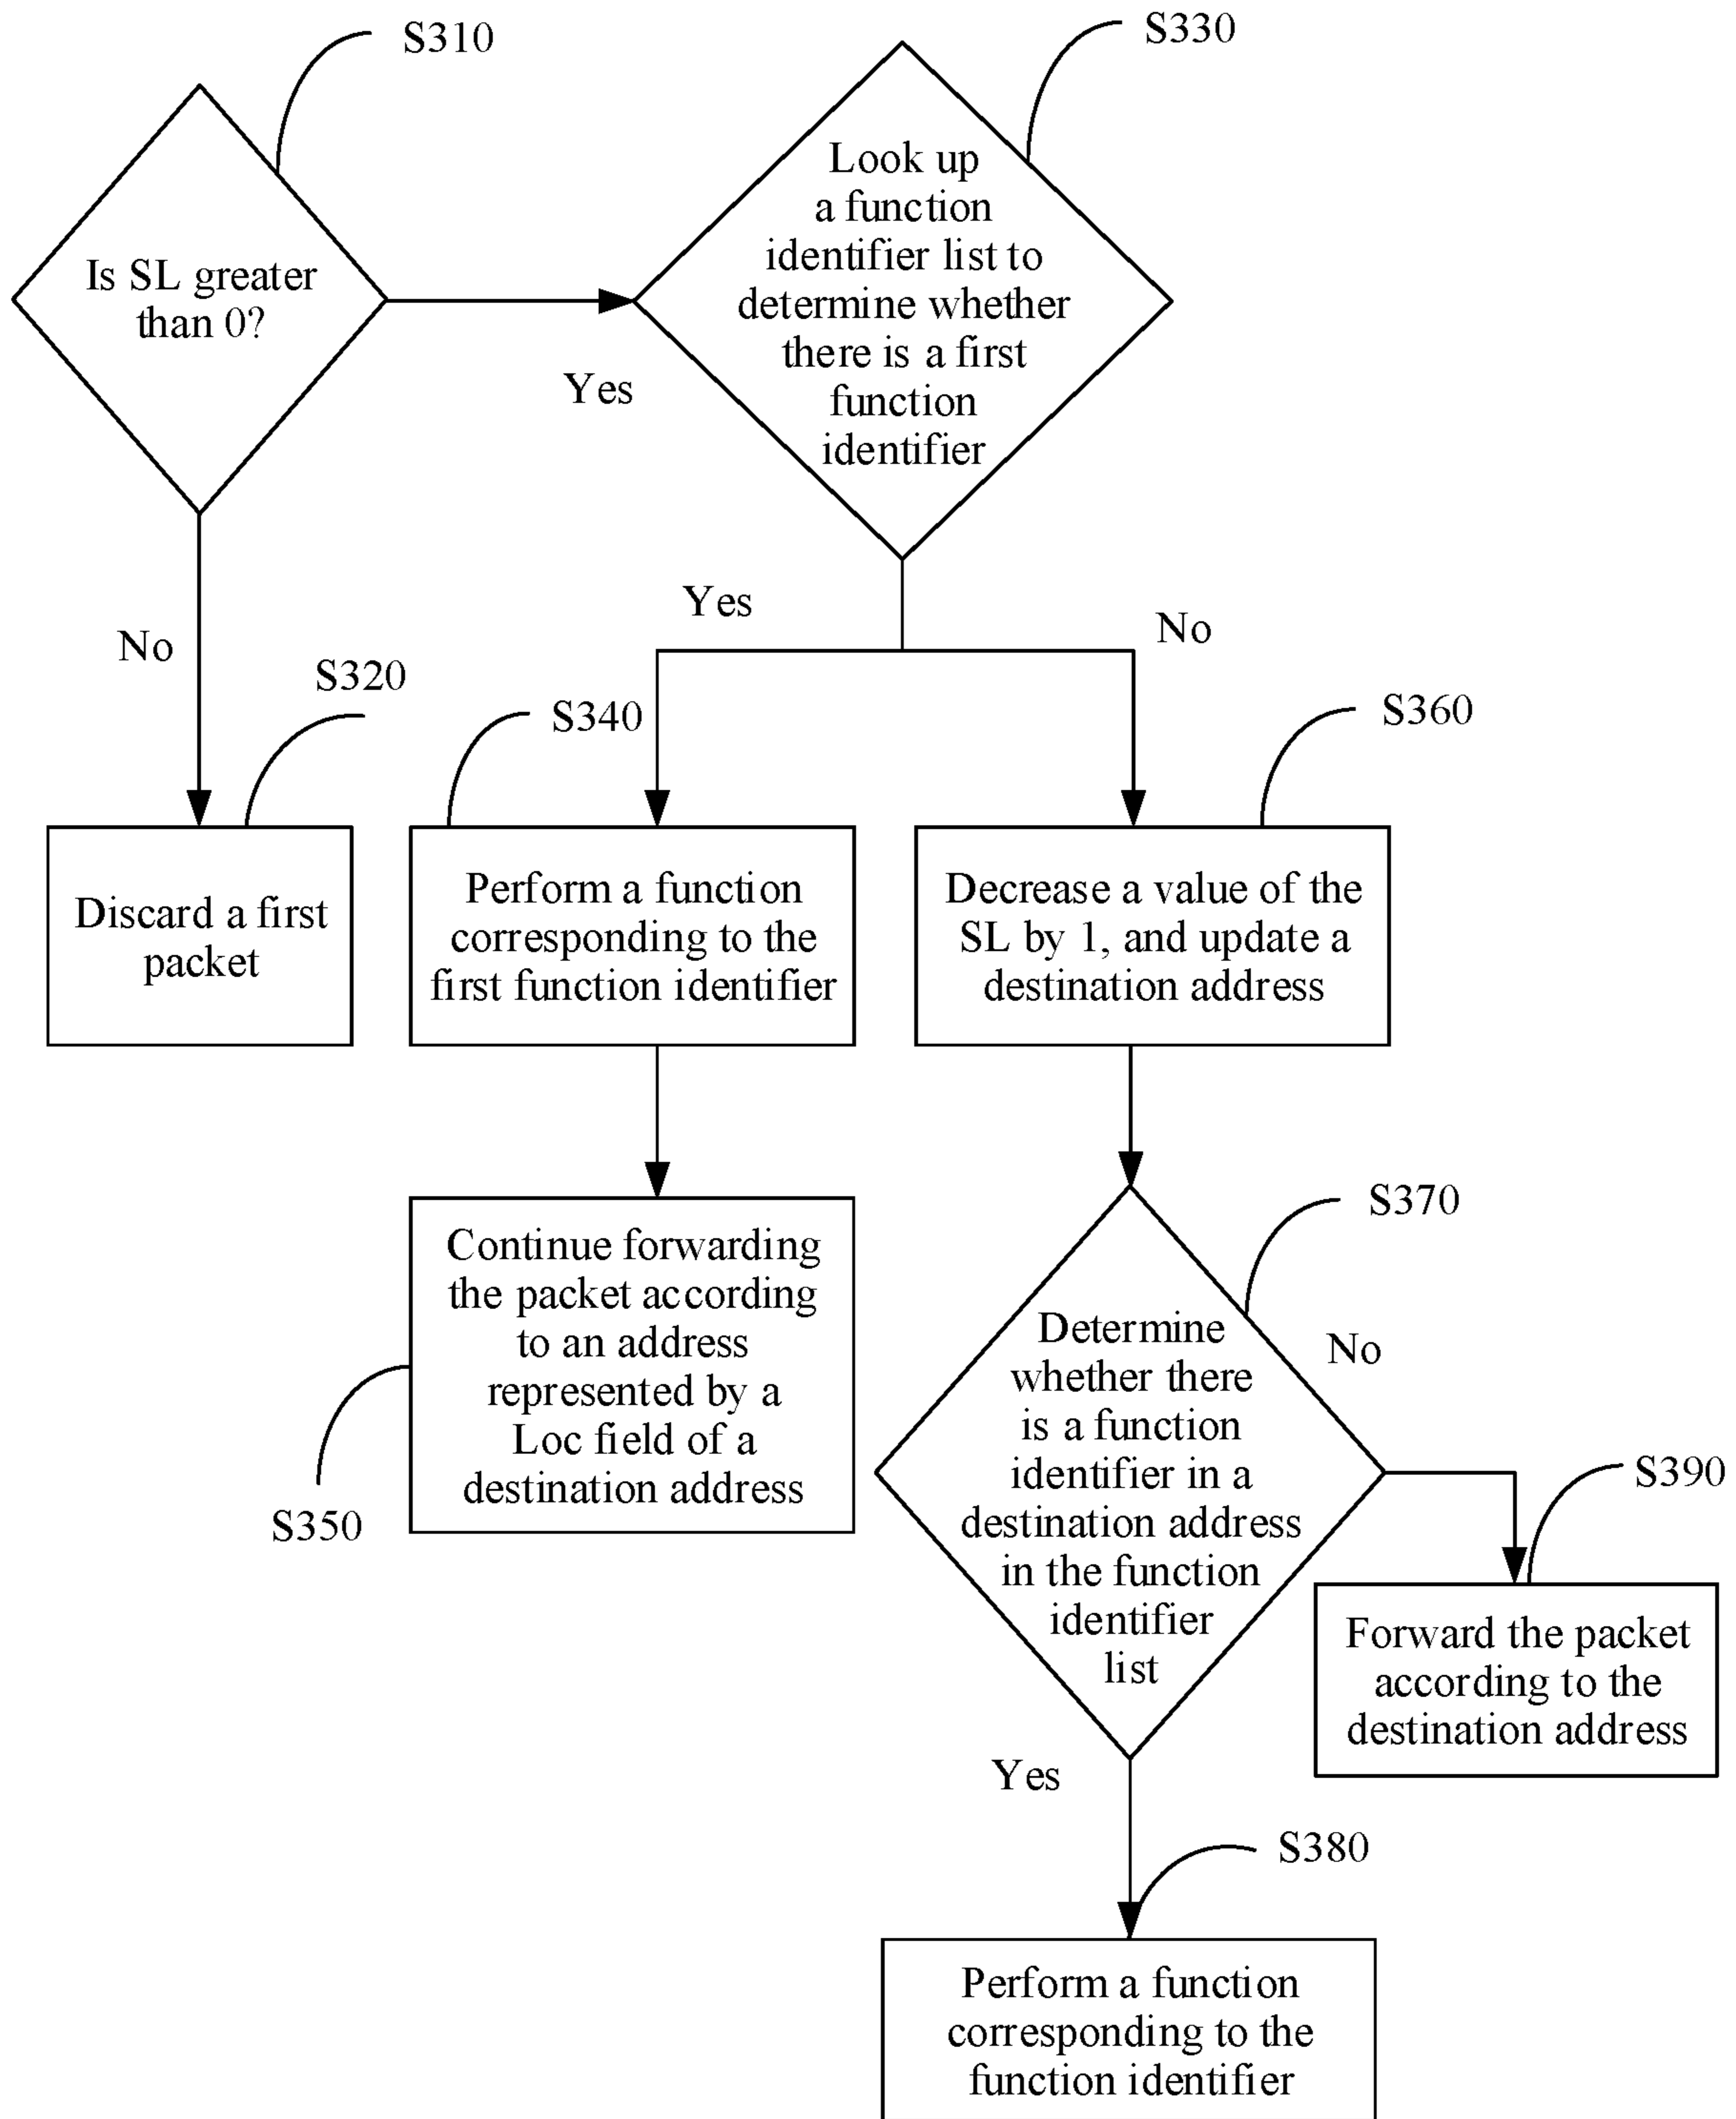 S310
S330
Is SL greater
than 0?
Look up
a function
identifier list to
determine whether
there is a first
function
identifier
Yes
Yes
No
No
S320
S340
S360
Discard a first
packet
Perform a function
corresponding to the
first function identifier
Decrease a value of the
SL by 1, and update a
destination address
Continue forwarding
the packet according
to an address
represented by a
Loc field of a
destination address
S350
S370
Determine
whether there
is a function
identifier in a
destination address
in the function
identifier
list
No
S390
Forward the packet
according to the
destination address
Yes
S380
Perform a function
corresponding to the
function identifier